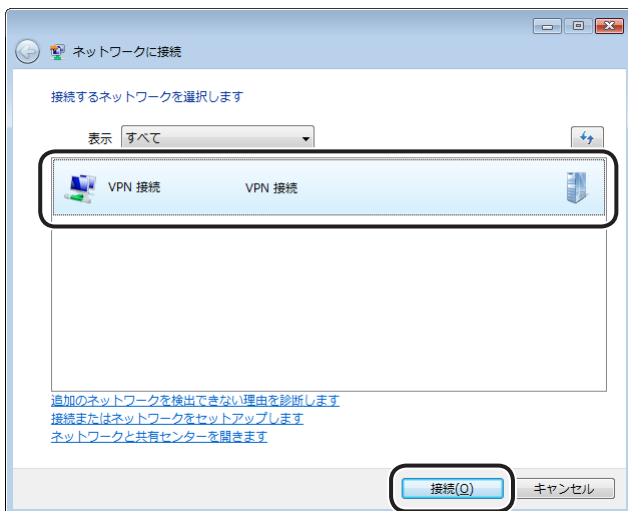 ネットワークに接続
接続するネットワークを選択します
表示 すべて
VPN 接続 VPN 接続
追加のネットワークを検出できない理由を診断します
接続またはネットワークをセットアップします
ネットワークと共有センターを開きます
接続(O) キャンセル